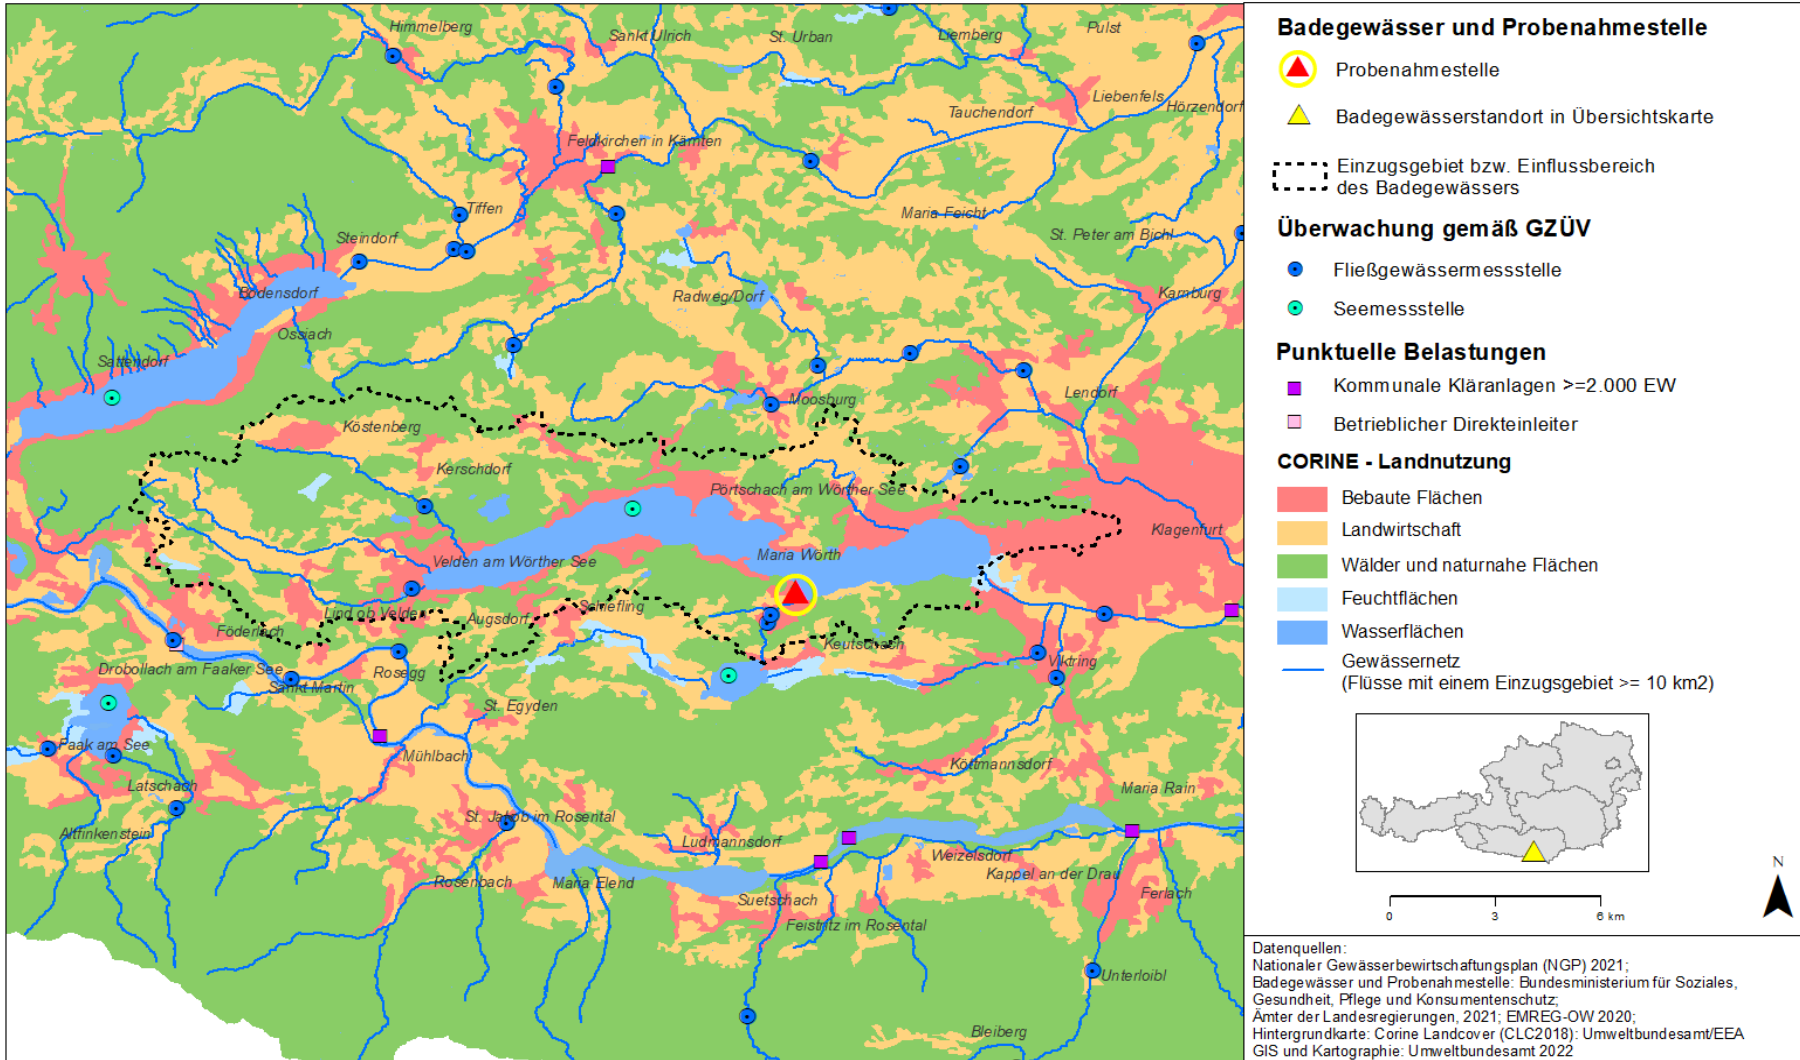 Himmelberg
Sankt Ulrich
St. Urban
Liemberg
Pulst
Liebenfels
Hörzendorf
Tauchendorf
Feldkirchen in Kärnten
Tiffen
Maria Feicht
Steindorf
St. Peter am Bichl
Bodensdorf
Radweg/Dorf
Karnburg
Ossiach
Sattendorf
Lendorf
Moosburg
Köstenberg
Kerschdorf
Pörtschach am Wörther See
Klagenfurt
Maria Wörth
Velden am Wörther See
Lind ob Velden
Schiefling
Augsdorf
Föderlach
Keutschach
Viktring
Drobollach am Faaker See
Rosegg
Sankt Martin
St. Egyden
Faak am See
Mühlbach
Köttmannsdorf
Latschach
Maria Rain
St. Jakob im Rosental
Altfinkenstein
Ludmannsdorf
Weizelsdorf
Kappel an der Drau
Rosenbach
Maria Elend
Ferlach
Suetschach
Feistritz im Rosental
Unterloibl
Bleiberg
Badegewässer und Probenahmestelle
Probenahmestelle
Badegewässerstandort in Übersichtskarte
Einzugsgebiet bzw. Einflussbereich
des Badegewässers
Überwachung gemäß GZÜV
Fließgewässermessstelle
Seemessstelle
Punktuelle Belastungen
Kommunale Kläranlagen >=2.000 EW
Betrieblicher Direkteinleiter
CORINE - Landnutzung
Bebaute Flächen
Landwirtschaft
Wälder und naturnahe Flächen
Feuchtflächen
Wasserflächen
Gewässernetz
(Flüsse mit einem Einzugsgebiet >= 10 km2)
N
0 3 6 km
Datenquellen:
Nationaler Gewässerbewirtschaftungsplan (NGP) 2021;
Badegewässer und Probenahmestelle: Bundesministerium für Soziales,
Gesundheit, Pflege und Konsumentenschutz;
Ämter der Landesregierungen, 2021; EMREG-OW 2020;
Hintergrundkarte: Corine Landcover (CLC2018): Umweltbundesamt/EEA
GIS und Kartographie: Umweltbundesamt 2022